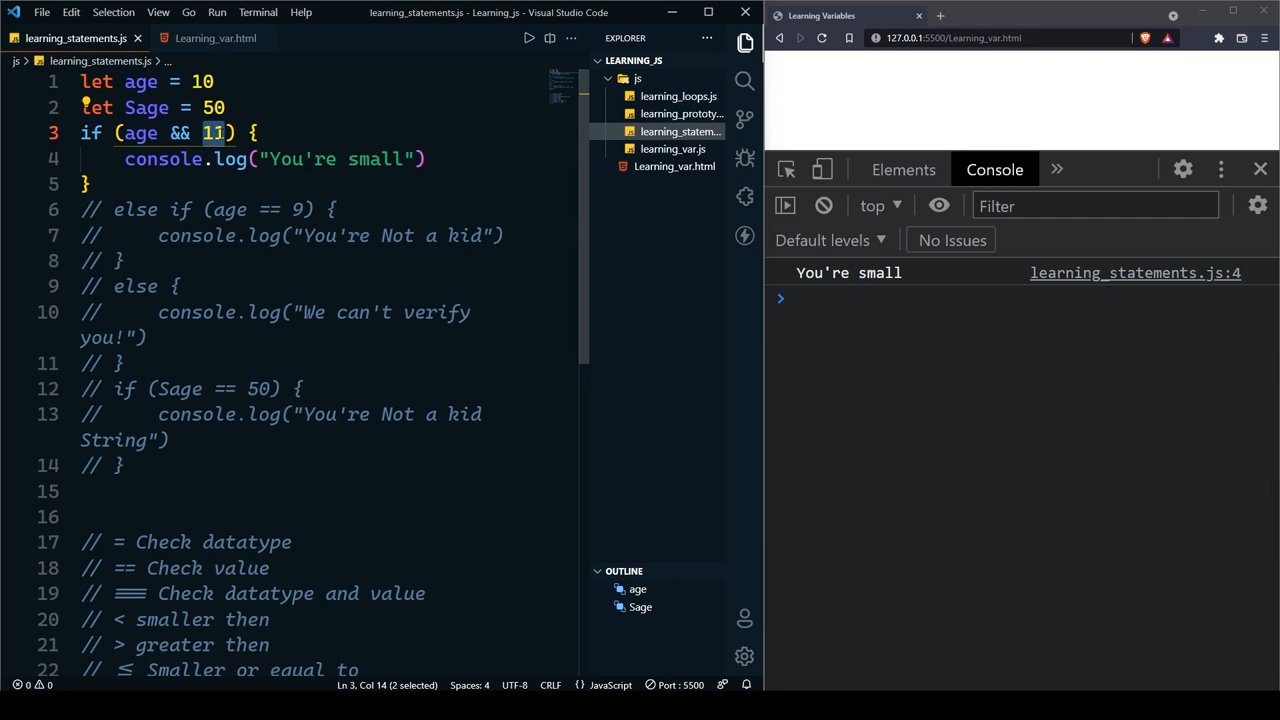 File Edit Selection View Go Run Terminal Help
learning_statements.js - Learning_js - Visual Studio Code
learning_statements.js
Learning_var.html
js > learning_statements.js > ...
1 let age = 10
2 let Sage = 50
3 if (age && 11) {
4 console.log("You're small")
5 }
6 // else if (age == 9) {
7 // console.log("You're Not a kid")
8 // }
9 // else {
10 // console.log("We can't verify
you!")
11 // }
12 // if (Sage == 50) {
13 // console.log("You're Not a kid
String")
14 // }
15
16
17 // = Check datatype
18 // == Check value
19 // === Check datatype and value
20 // < smaller then
21 // > greater then
22 // <= Smaller or equal to
EXPLORER
LEARNING_JS
js
learning_loops.js
learning_prototy...
learning_statem...
learning_var.js
Learning_var.html
OUTLINE
age
Sage
0 0
Ln 3, Col 14 (2 selected) Spaces: 4 UTF-8 CRLF {} JavaScript Port : 5500
Learning Variables
127.0.0.1:5500/Learning_var.html
Elements Console
top
Filter
Default levels
No Issues
You're small learning_statements.js:4